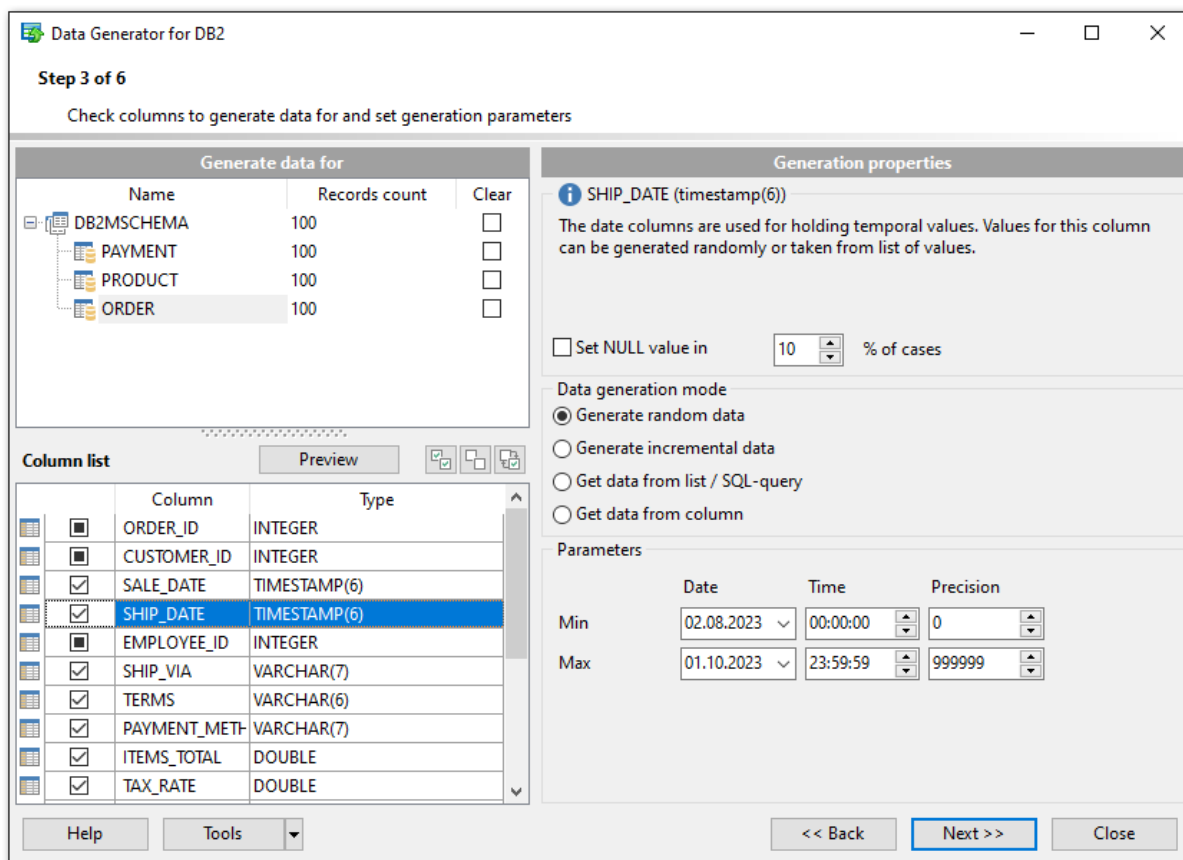 Data Generator for DB2
Step 3 of 6
Check columns to generate data for and set generation parameters
Generate data for
Name Records count Clear
DB2MSCHEMA 100
PAYMENT 100
PRODUCT 100
ORDER 100
Column list Preview
Column Type
ORDER_ID INTEGER
CUSTOMER_ID INTEGER
SALE_DATE TIMESTAMP(6)
SHIP_DATE TIMESTAMP(6)
EMPLOYEE_ID INTEGER
SHIP_VIA VARCHAR(7)
TERMS VARCHAR(6)
PAYMENT_METH VARCHAR(7)
ITEMS_TOTAL DOUBLE
TAX_RATE DOUBLE
Generation properties
SHIP_DATE (timestamp(6))
The date columns are used for holding temporal values. Values for this column
can be generated randomly or taken from list of values.
Set NULL value in 10 % of cases
Data generation mode
Generate random data
Generate incremental data
Get data from list / SQL-query
Get data from column
Parameters
Date Time Precision
Min 02.08.2023 00:00:00 0
Max 01.10.2023 23:59:59 999999
Help Tools << Back Next >> Close